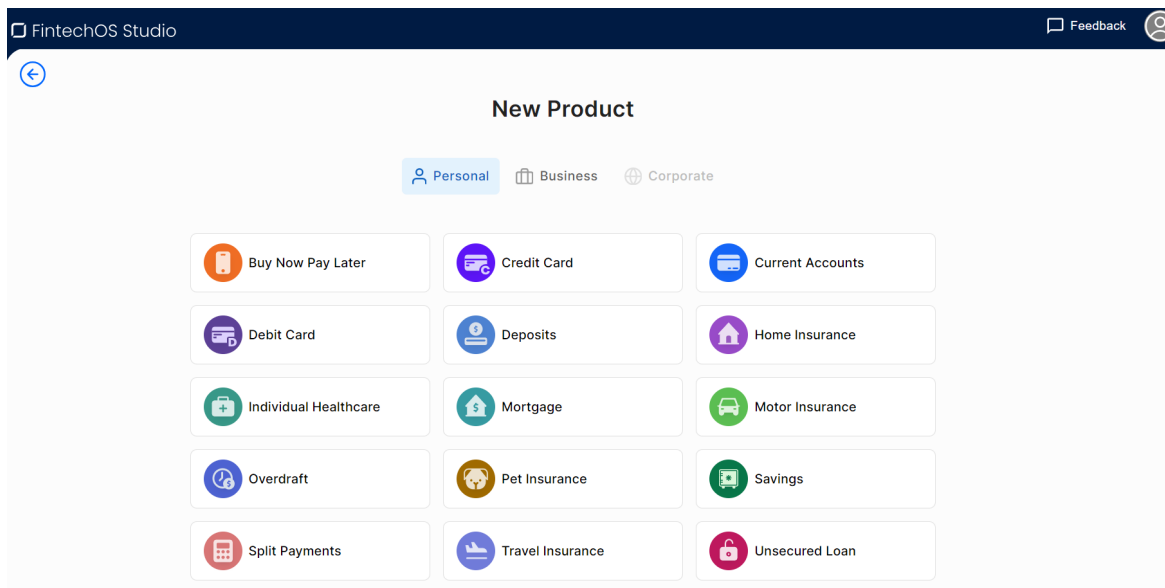 FintechOS Studio
Feedback
New Product
Personal Business Corporate
Buy Now Pay Later Credit Card Current Accounts
Debit Card Deposits Home Insurance
Individual Healthcare Mortgage Motor Insurance
Overdraft Pet Insurance Savings
Split Payments Travel Insurance Unsecured Loan